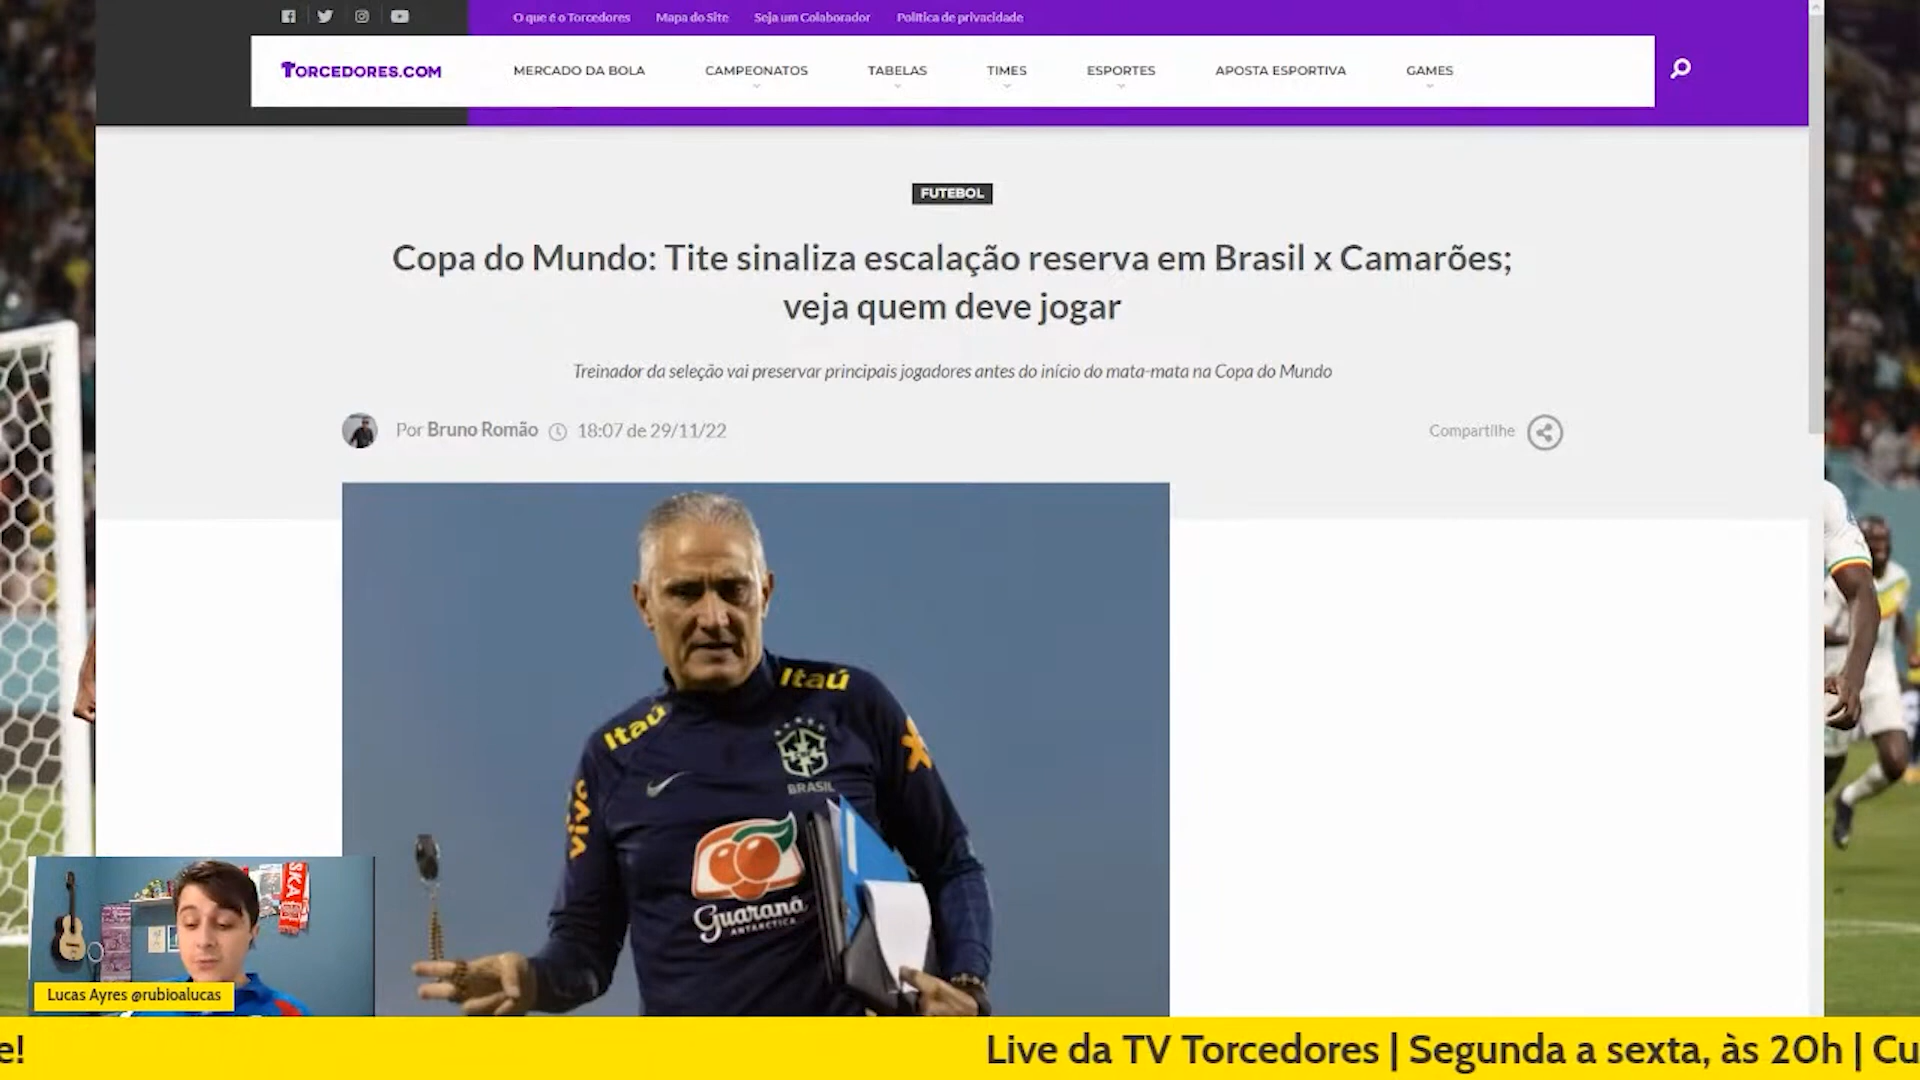 O que é o Torcedores Mapa do Site Seja um Colaborador Política de privacidade
TORCEDORES.COM MERCADO DA BOLA CAMPEONATOS TABELAS TIMES ESPORTES APOSTA ESPORTIVA GAMES
FUTEBOL
Copa do Mundo: Tite sinaliza escalação reserva em Brasil x Camarões;
veja quem deve jogar
Treinador da seleção vai preservar principais jogadores antes do início do mata-mata na Copa do Mundo
Por Bruno Romão 18:07 de 29/11/22
Compartilhe
Itaú
Itaú
BRASIL
vivo
Guaraná
ANTARCTICA
SKA
Lucas Ayres @rubioalucas
e! Live da TV Torcedores | Segunda a sexta, às 20h | Cu